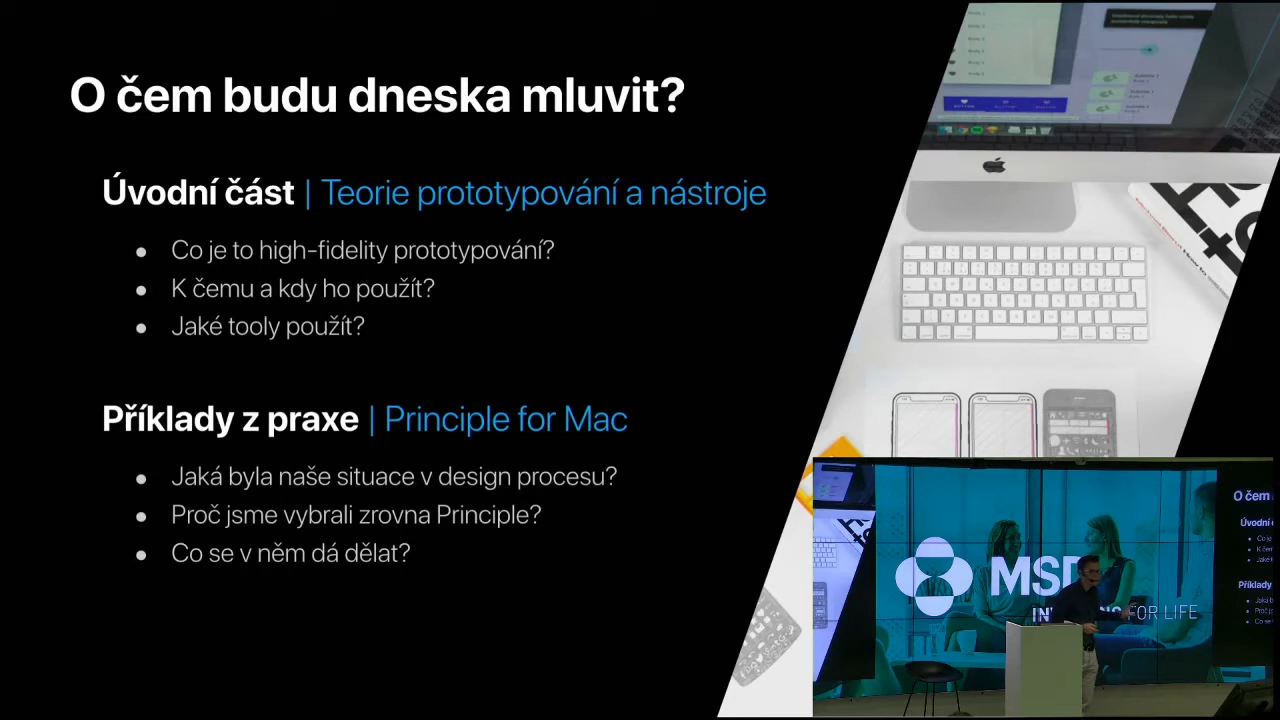 O čem budu dneska mluvit?
Úvodní část | Teorie prototypování a nástroje
● Co je to high-fidelity prototypování?
● K čemu a kdy ho použít?
● Jaké tooly použít?
Příklady z praxe | Principle for Mac
● Jaká byla naše situace v design procesu?
● Proč jsme vybrali zrovna Principle?
● Co se v něm dá dělat?
MSD
FOR LIFE
O čem
Úvodní
Příklady